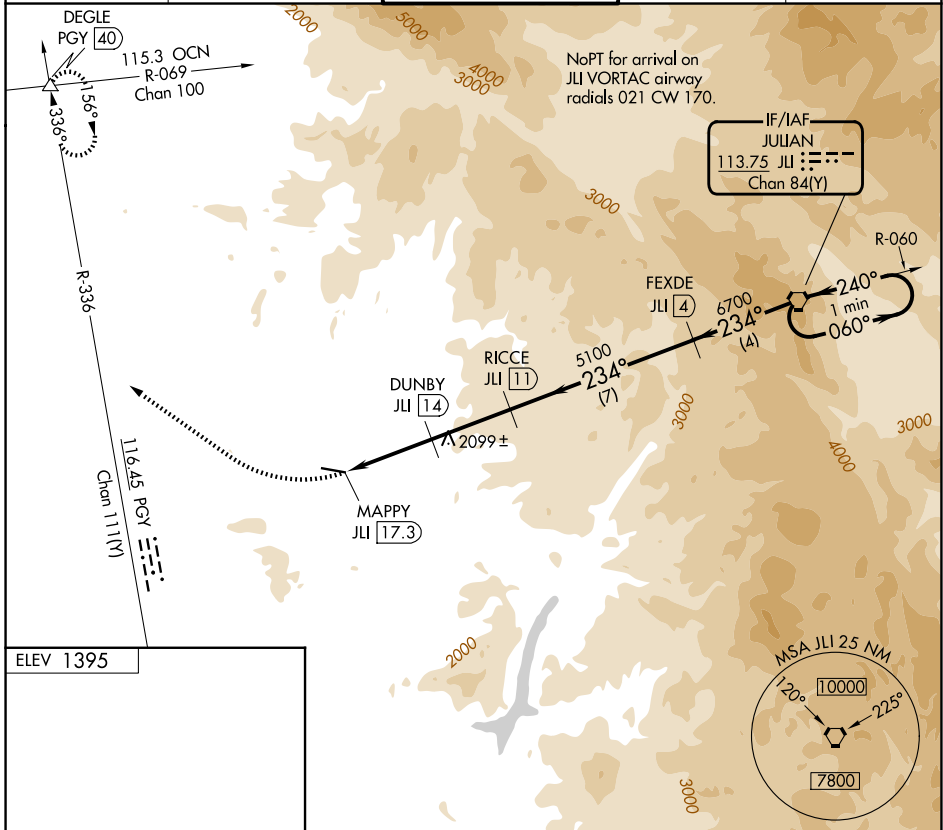 2000
5000
4000
3000
DEGLE
PGY 40
115.3 OCN
R-069
Chan 100
156°
336°
NoPT for arrival on
JLI VORTAC airway
radials 021 CW 170.
IF/IAF
JULIAN
113.75 JLI
Chan 84(Y)
3000
R-060
240°
1 min
060°
FEXDE
JLI 4
6700
234°
(4)
R-336
RICCE
JLI 11
5100
234°
(7)
DUNBY
JLI 14
2099±
3000
3000
4000
MAPPY
JLI 17.3
116.45 PGY
Chan 111(Y)
2000
ELEV 1395
MSA JLI 25 NM
120°
10000
225°
7800
3000